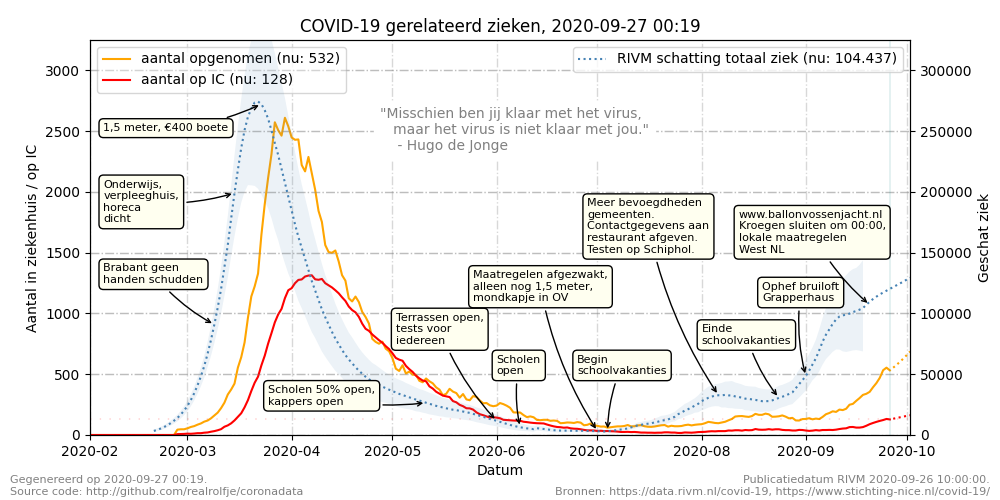 COVID-19 gerelateerd zieken, 2020-09-27 00:19
aantal opgenomen (nu: 532)
aantal op IC (nu: 128)
RIVM schatting totaal ziek (nu: 104.437)
"Misschien ben jij klaar met het virus,
maar het virus is niet klaar met jou."
- Hugo de Jonge
1,5 meter, €400 boete
Onderwijs,
verpleeghuis,
horeca
dicht
Brabant geen
handen schudden
Scholen 50% open,
kappers open
Terrassen open,
tests voor
iedereen
Maatregelen afgezwakt,
alleen nog 1,5 meter,
mondkapje in OV
Scholen
open
Begin
schoolvakanties
Meer bevoegdheden
gemeenten.
Contactgegevens aan
restaurant afgeven.
Testen op Schiphol.
Einde
schoolvakanties
Ophef bruiloft
Grapperhaus
www.ballonvossenjacht.nl
Kroegen sluiten om 00:00,
lokale maatregelen
West NL
Aantal in ziekenhuis / op IC
3000
2500
2000
1500
1000
500
0
Geschat ziek
300000
250000
200000
150000
100000
50000
0
2020-02
2020-03
2020-04
2020-05
2020-06
2020-07
2020-08
2020-09
2020-10
Datum
Gegenereerd op 2020-09-27 00:19.
Source code: http://github.com/realrolfje/coronadata
Publicatiedatum RIVM 2020-09-26 10:00:00.
Bronnen: https://data.rivm.nl/covid-19, https://www.stichting-nice.nl/covid-19/